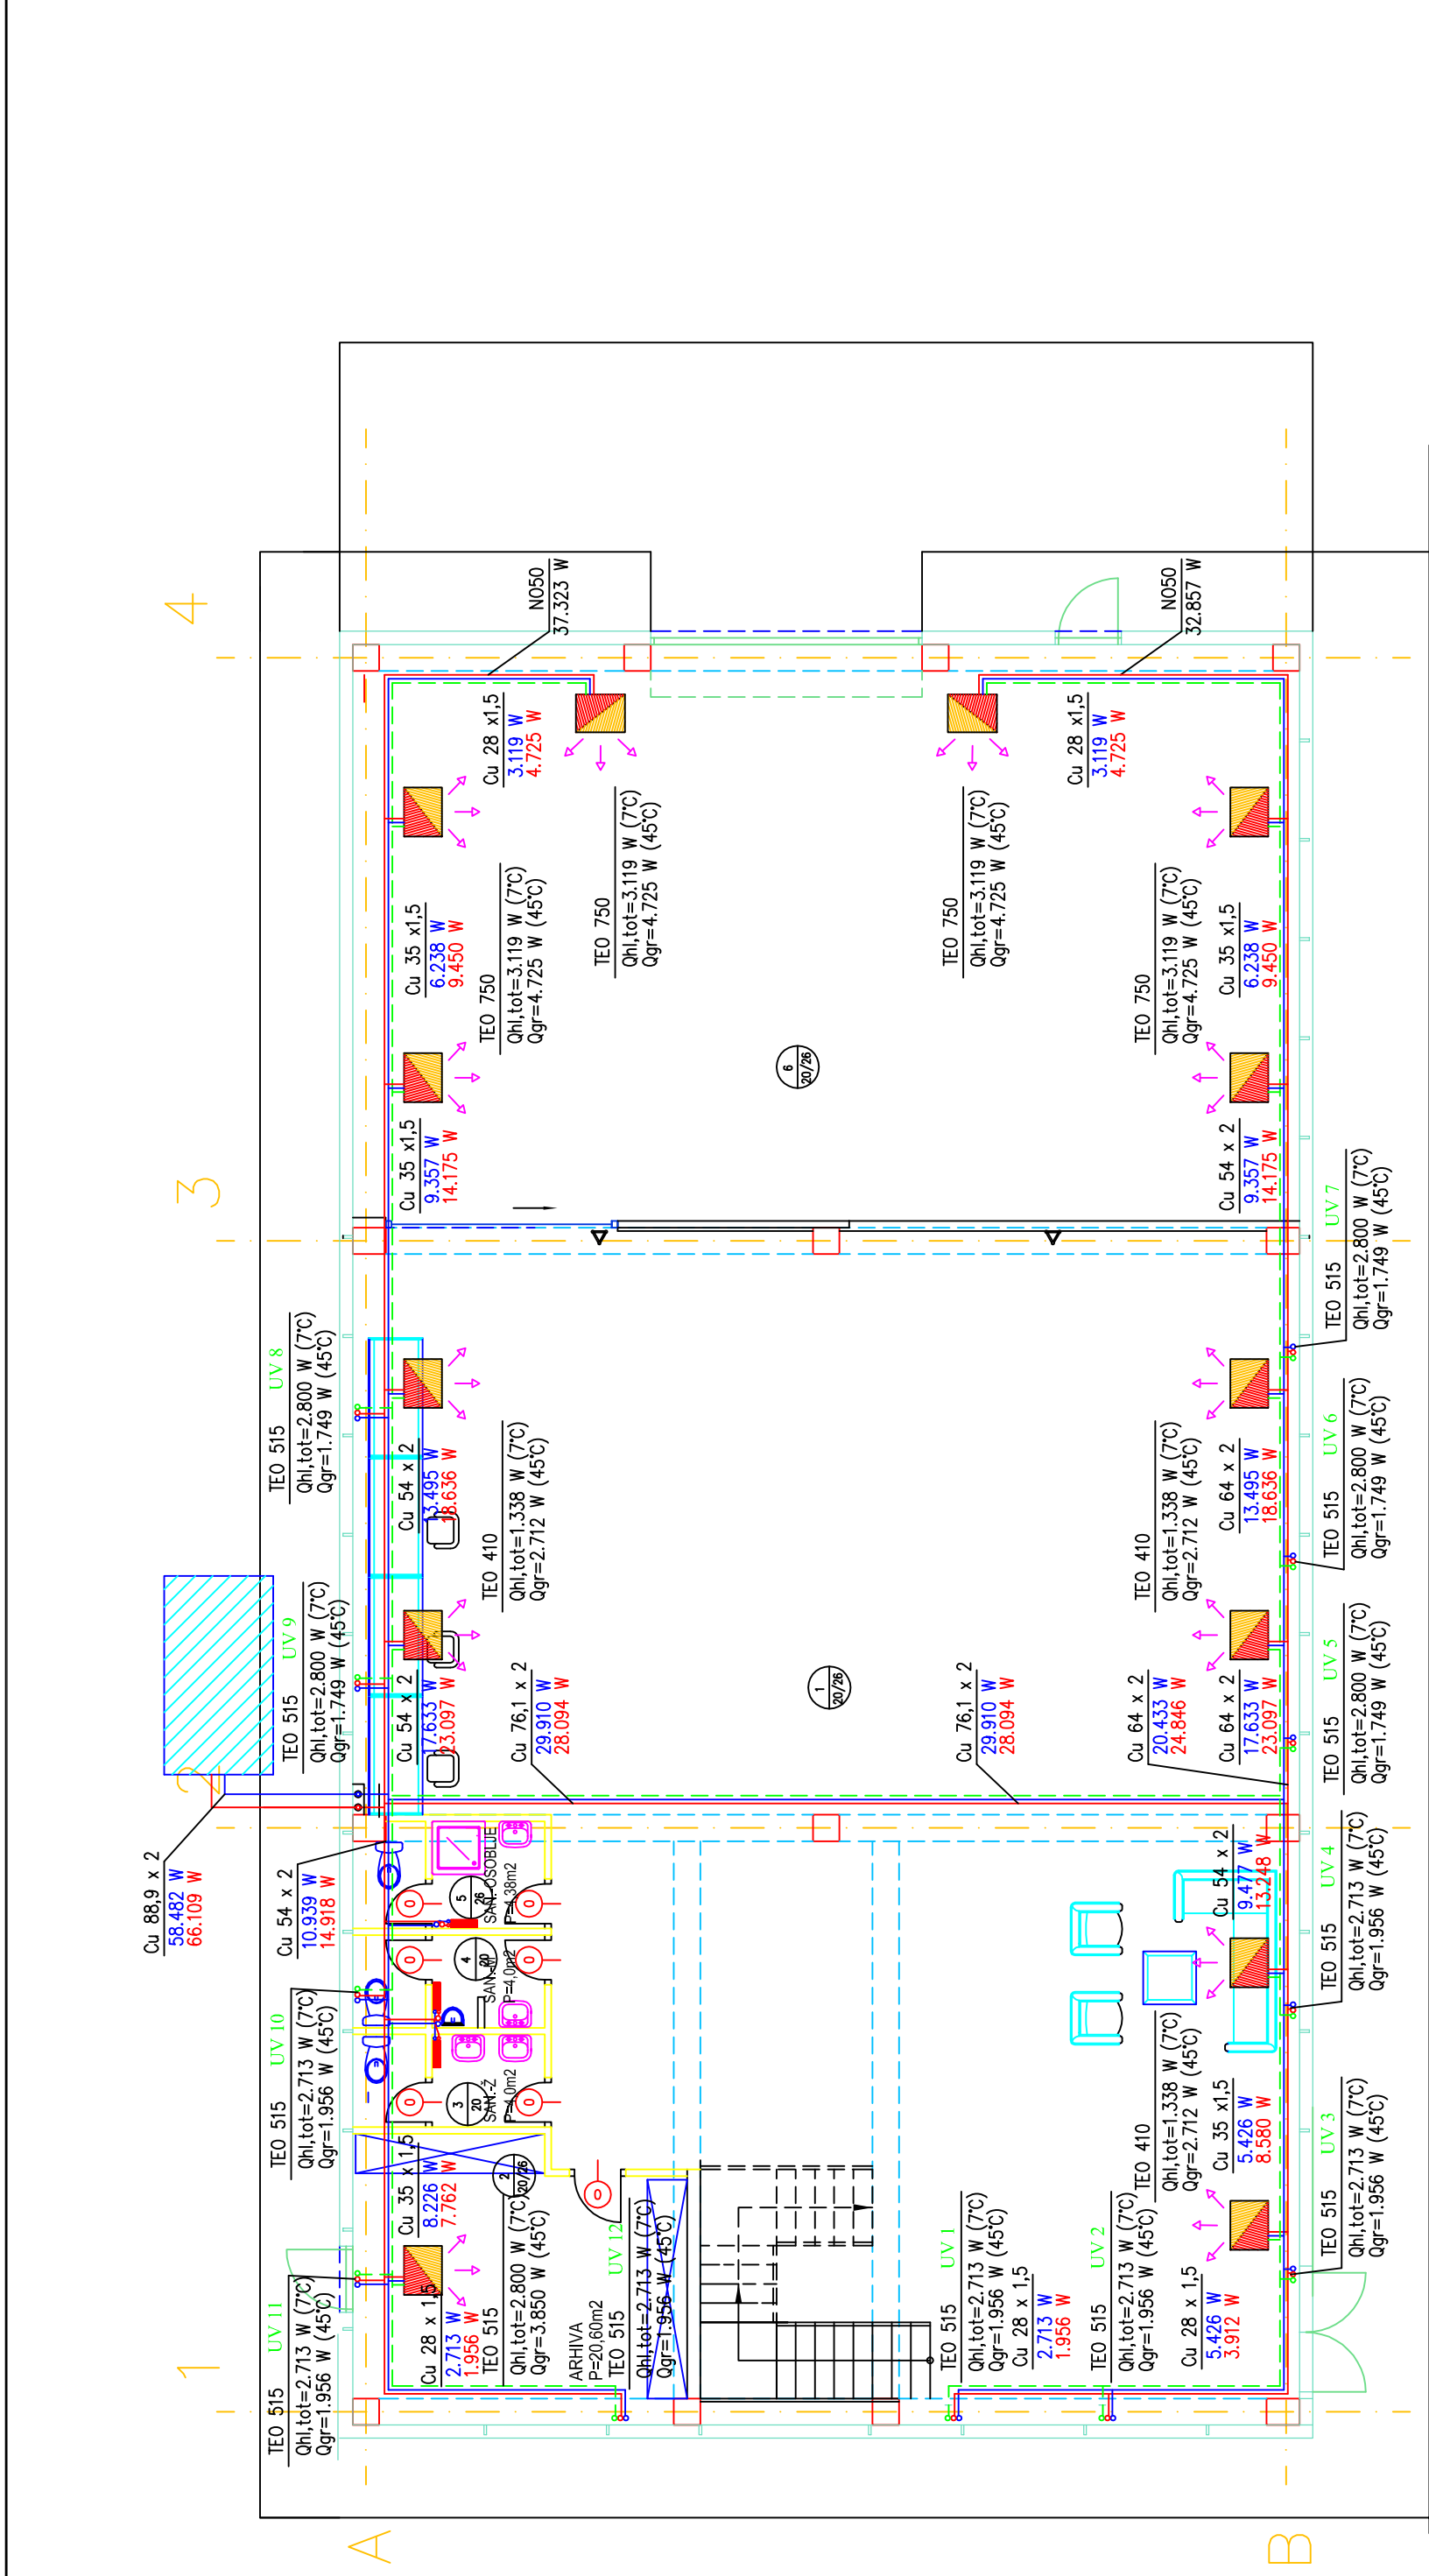 4
3
2
1
A
B
NO50
37.323 W
NO50
32.857 W
Cu 28 x1,5
3.119 W
4.725 W
Cu 28 x1,5
3.119 W
4.725 W
TEO 750
Qhl,tot=3.119 W (7°C)
Qgr=4.725 W (45°C)
TEO 750
Qhl,tot=3.119 W (7°C)
Qgr=4.725 W (45°C)
TEO 750
Qhl,tot=3.119 W (7°C)
Qgr=4.725 W (45°C)
TEO 750
Qhl,tot=3.119 W (7°C)
Qgr=4.725 W (45°C)
Cu 35 x1,5
6.238 W
9.450 W
Cu 35 x1,5
6.238 W
9.450 W
6
20/26
Cu 35 x1,5
9.357 W
14.175 W
Cu 54 x 2
9.357 W
14.175 W
UV 7
TEO 515
Qhl,tot=2.800 W (7°C)
Qgr=1.749 W (45°C)
UV 8
TEO 515
Qhl,tot=2.800 W (7°C)
Qgr=1.749 W (45°C)
Cu 54 x 2
13.495 W
18.636 W
TEO 410
Qhl,tot=1.338 W (7°C)
Qgr=2.712 W (45°C)
TEO 410
Qhl,tot=1.338 W (7°C)
Qgr=2.712 W (45°C)
Cu 64 x 2
13.495 W
18.636 W
UV 6
TEO 515
Qhl,tot=2.800 W (7°C)
Qgr=1.749 W (45°C)
UV 9
TEO 515
Qhl,tot=2.800 W (7°C)
Qgr=1.749 W (45°C)
Cu 54 x 2
17.633 W
23.097 W
Cu 76,1 x 2
29.910 W
28.094 W
1
20/26
Cu 76,1 x 2
29.910 W
28.094 W
Cu 64 x 2
20.433 W
24.846 W
Cu 64 x 2
17.633 W
23.097 W
UV 5
TEO 515
Qhl,tot=2.800 W (7°C)
Qgr=1.749 W (45°C)
Cu 88,9 x 2
58.482 W
66.109 W
Cu 54 x 2
10.939 W
14.918 W
5
26
SAN.-OSOBLJE
P=4,38m2
4
20
SAN.-M
P=4,0m2
3
20
SAN.-Ž
P=4,0m2
Cu 54 x 2
9.477 W
13.248 W
UV 4
TEO 515
Qhl,tot=2.713 W (7°C)
Qgr=1.956 W (45°C)
UV 10
TEO 515
Qhl,tot=2.713 W (7°C)
Qgr=1.956 W (45°C)
Cu 35 x 1,5
8.226 W
7.762 W
2
20/26
TEO 515
Qhl,tot=2.800 W (7°C)
Qgr=3.850 W (45°C)
ARHIVA
P=20,60m2
UV 12
TEO 515
Qhl,tot=2.713 W (7°C)
Qgr=1.956 W (45°C)
TEO 410
Qhl,tot=1.338 W (7°C)
Qgr=2.712 W (45°C)
Cu 35 x1,5
5.426 W
8.580 W
UV 3
TEO 515
Qhl,tot=2.713 W (7°C)
Qgr=1.956 W (45°C)
UV 11
TEO 515
Qhl,tot=2.713 W (7°C)
Qgr=1.956 W (45°C)
Cu 28 x 1,5
2.713 W
1.956 W
UV 1
TEO 515
Qhl,tot=2.713 W (7°C)
Qgr=1.956 W (45°C)
Cu 28 x 1,5
2.713 W
1.956 W
UV 2
TEO 515
Qhl,tot=2.713 W (7°C)
Qgr=1.956 W (45°C)
Cu 28 x 1,5
5.426 W
3.912 W